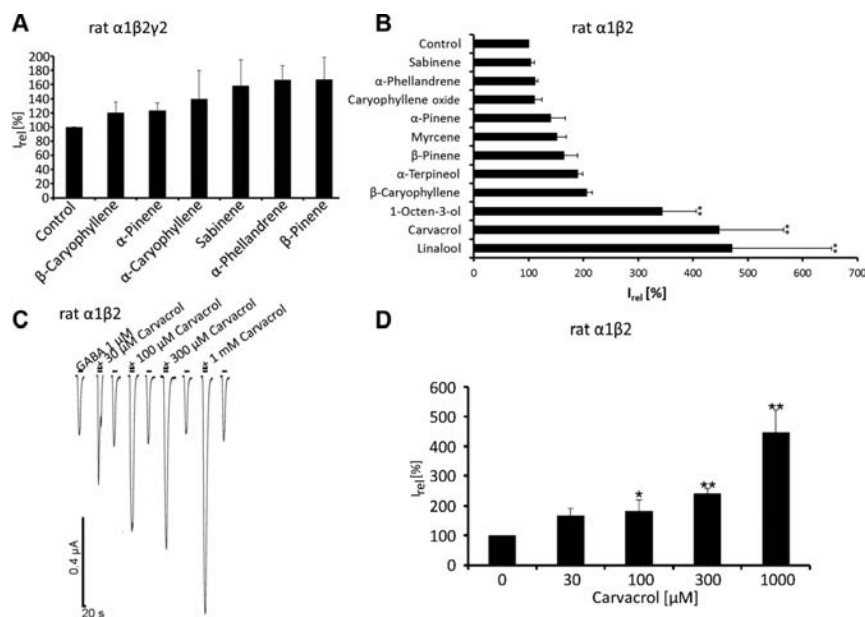 A rat α1β2γ2
I_rel [%]
200
180
160
140
120
100
80
60
40
20
0
Control
β-Caryophyllene
α-Pinene
α-Caryophyllene
Sabinene
α-Phellandrene
β-Pinene
B rat α1β2
Control
Sabinene
α-Phellandrene
Caryophyllene oxide
α-Pinene
Myrcene
β-Pinene
α-Terpineol
β-Caryophyllene
1-Octen-3-ol **
Carvacrol **
Linalool **
0 100 200 300 400 500 600 700
I_rel [%]
C rat α1β2
GABA 1 μM
30 μM Carvacrol
100 μM Carvacrol
300 μM Carvacrol
1 mM Carvacrol
0.4 μA
20 s
D
rat α1β2
I_rel [%]
600
500
400
300
200
100
0
* ** **
0 30 100 300 1000
Carvacrol [μM]